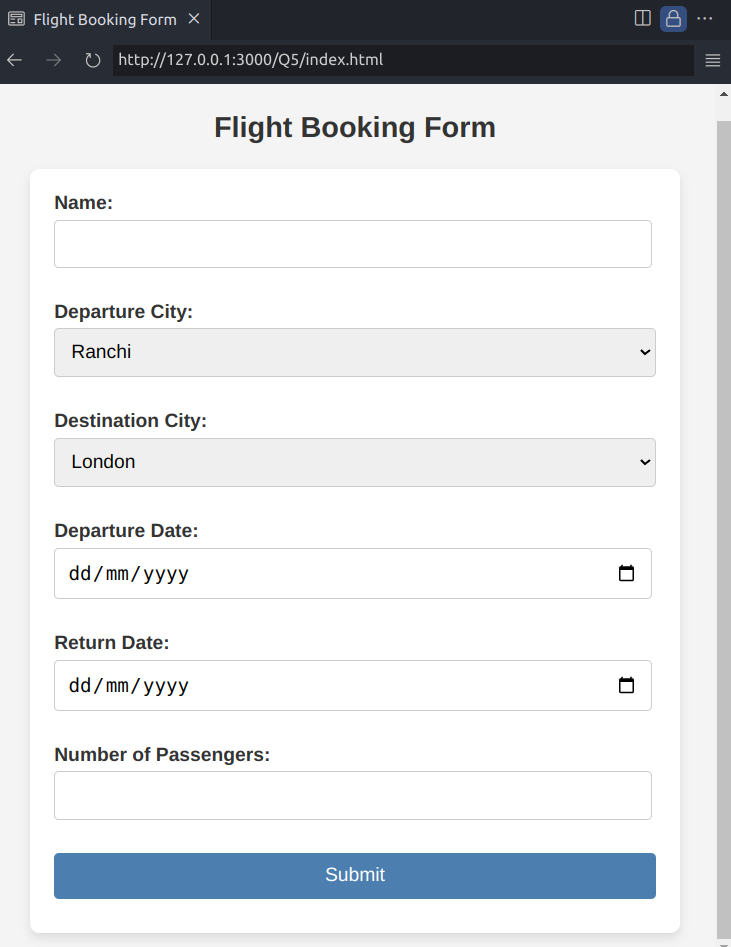 Flight Booking Form
http://127.0.0.1:3000/Q5/index.html
Flight Booking Form
Name:
Departure City:
Ranchi
Destination City:
London
Departure Date:
dd/mm/yyyy
Return Date:
dd/mm/yyyy
Number of Passengers:
Submit